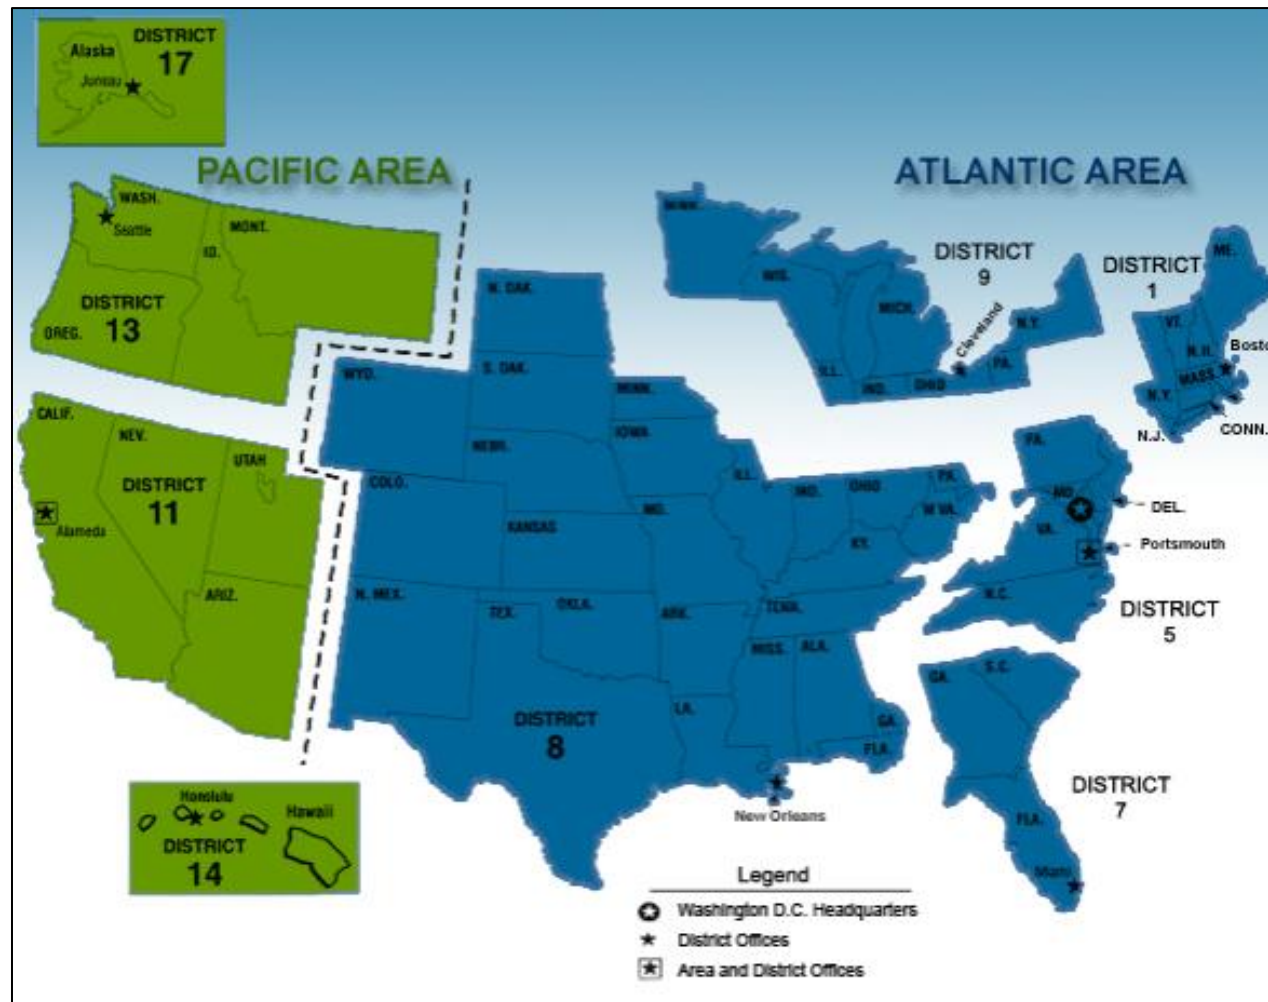 DISTRICT
17
Alaska
Juneau
PACIFIC AREA
ATLANTIC AREA
WASH.
Seattle
ID.
MONT.
DISTRICT
13
OREG.
CALIF.
NEV.
UTAH
DISTRICT
11
Alameda
ARIZ.
Honolulu
Hawaii
DISTRICT
14
N. DAK.
WYD.
S. DAK.
MINN.
NEBR.
IOWA
COLO.
ILL.
IND.
OHIO
PA.
MO.
W VA.
KANSAS
KY.
N. MEX.
TEX.
OKLA.
ARK.
TENN.
MISS.
ALA.
LA.
GA.
FLA.
DISTRICT
8
New Orleans
MINN.
WIS.
MICH.
DISTRICT
9
Cleveland
N.Y.
ILL.
IND.
OHIO
PA.
DISTRICT
1
ME.
VT.
N.H.
Bosto
MASS.
N.Y.
N.J.
CONN.
PA.
MD.
DEL.
VA.
Portsmouth
N.C.
DISTRICT
5
GA.
S.C.
DISTRICT
7
FLA.
Miami
Legend
Washington D.C. Headquarters
District Offices
Area and District Offices